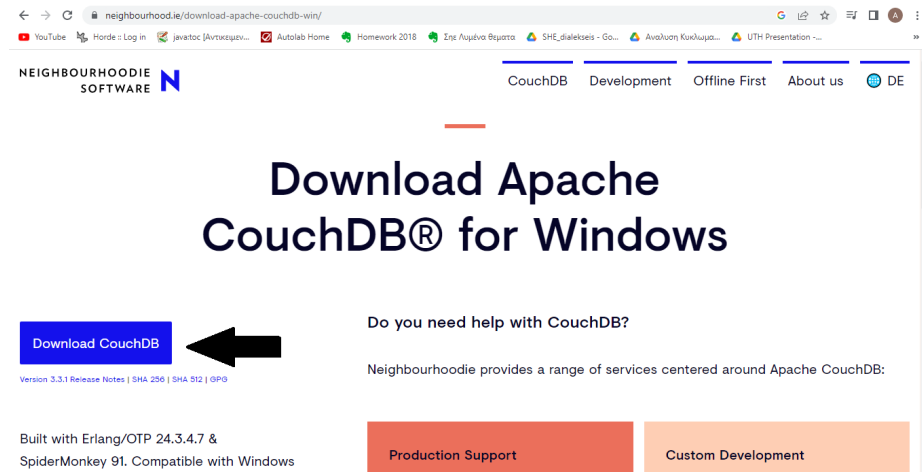 neighbourhood.ie/download-apache-couchdb-win/
YouTube Horde :: Log in java:toc [Αντικειμεν... Autolab Home Homework 2018 Σης Λυμένα θεματα SHE_dialekseis - Go... Αναλυση Κυκλωμα... UTH Presentation -... »
NEIGHBOURHOODIE
SOFTWARE
N
CouchDB Development Offline First About us DE
Download Apache
CouchDB® for Windows
Download CouchDB
Version 3.3.1 Release Notes | SHA 256 | SHA 512 | GPG
Do you need help with CouchDB?
Neighbourhoodie provides a range of services centered around Apache CouchDB:
Built with Erlang/OTP 24.3.4.7 &
SpiderMonkey 91. Compatible with Windows
Production Support
Custom Development